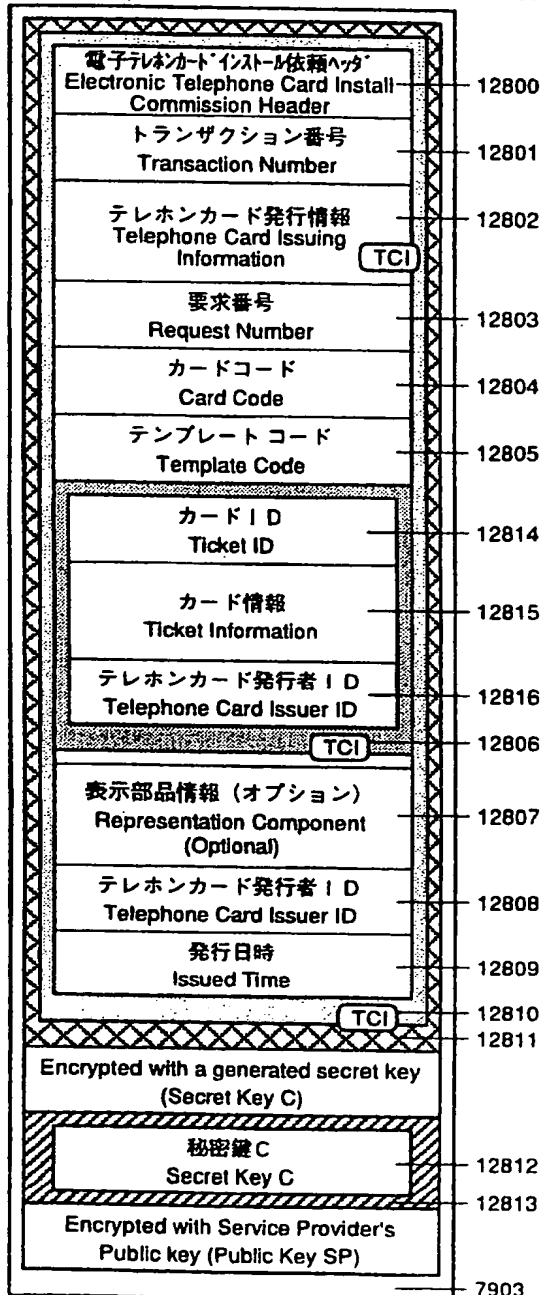 電子テレホンカードインストール依頼ヘッダ
Electronic Telephone Card Install
Commission Header
12800
トランザクション番号
Transaction Number
12801
テレホンカード発行情報
Telephone Card Issuing
Information
TCI
12802
要求番号
Request Number
12803
カードコード
Card Code
12804
テンプレート コード
Template Code
12805
カードID
Ticket ID
12814
カード情報
Ticket Information
12815
テレホンカード発行者ID
Telephone Card Issuer ID
12816
TCI
12806
表示部品情報(オプション)
Representation Component
(Optional)
12807
テレホンカード発行者ID
Telephone Card Issuer ID
12808
発行日時
Issued Time
12809
TCI
12810
12811
Encrypted with a generated secret key
(Secret Key C)
秘密鍵C
Secret Key C
12812
12813
Encrypted with Service Provider's
Public key (Public Key SP)
7903